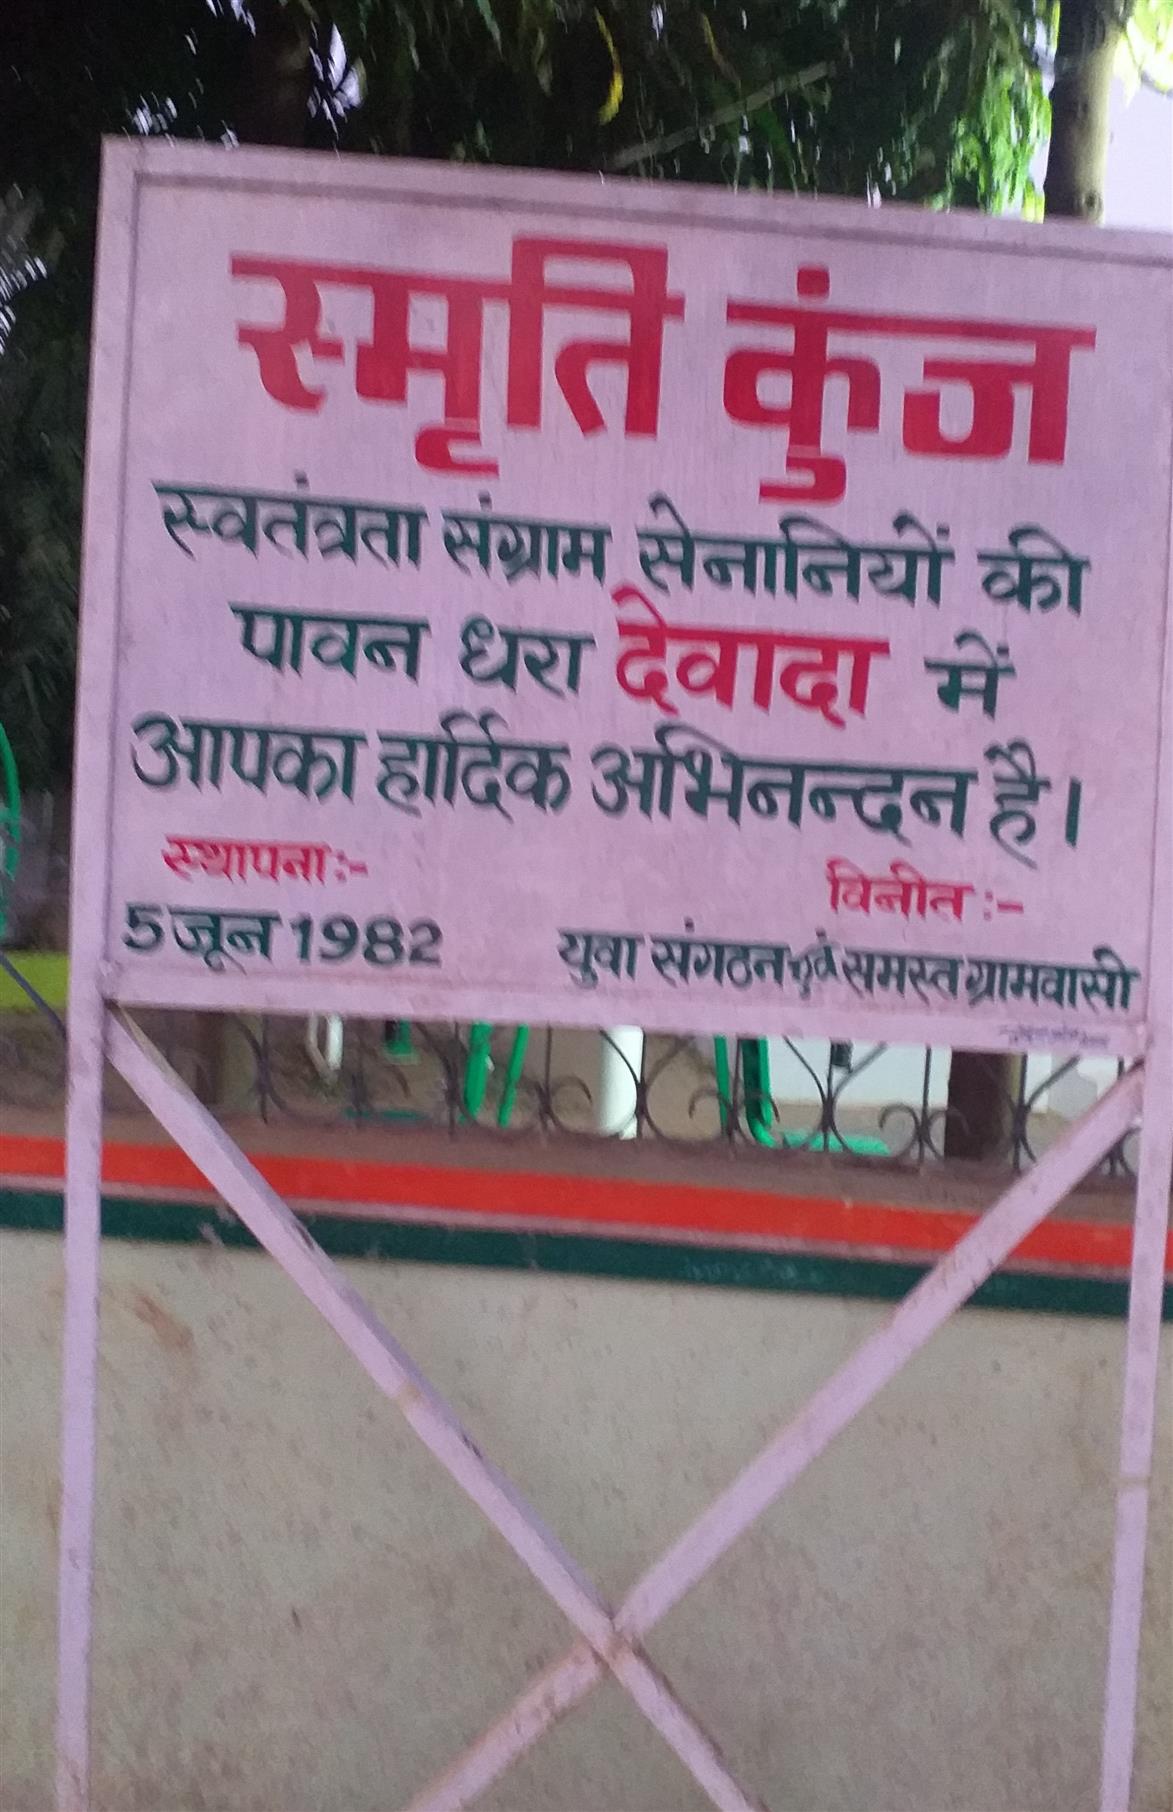 स्मृति कुंज
स्वतंत्रता संग्राम सेनानियों की
पावन धरा देवादा में
आपका हार्दिक अभिनन्दन है।
स्थापना:-
विनीत :-
5 जून 1982
युवा संगठन एवं समस्त ग्रामवासी